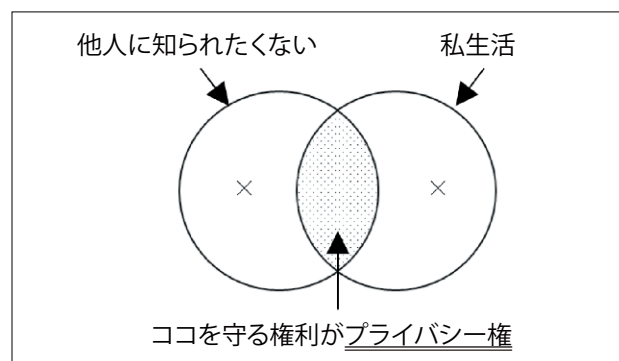 他人に知られたくない
私生活
×
×
ココを守る権利がプライバシー権